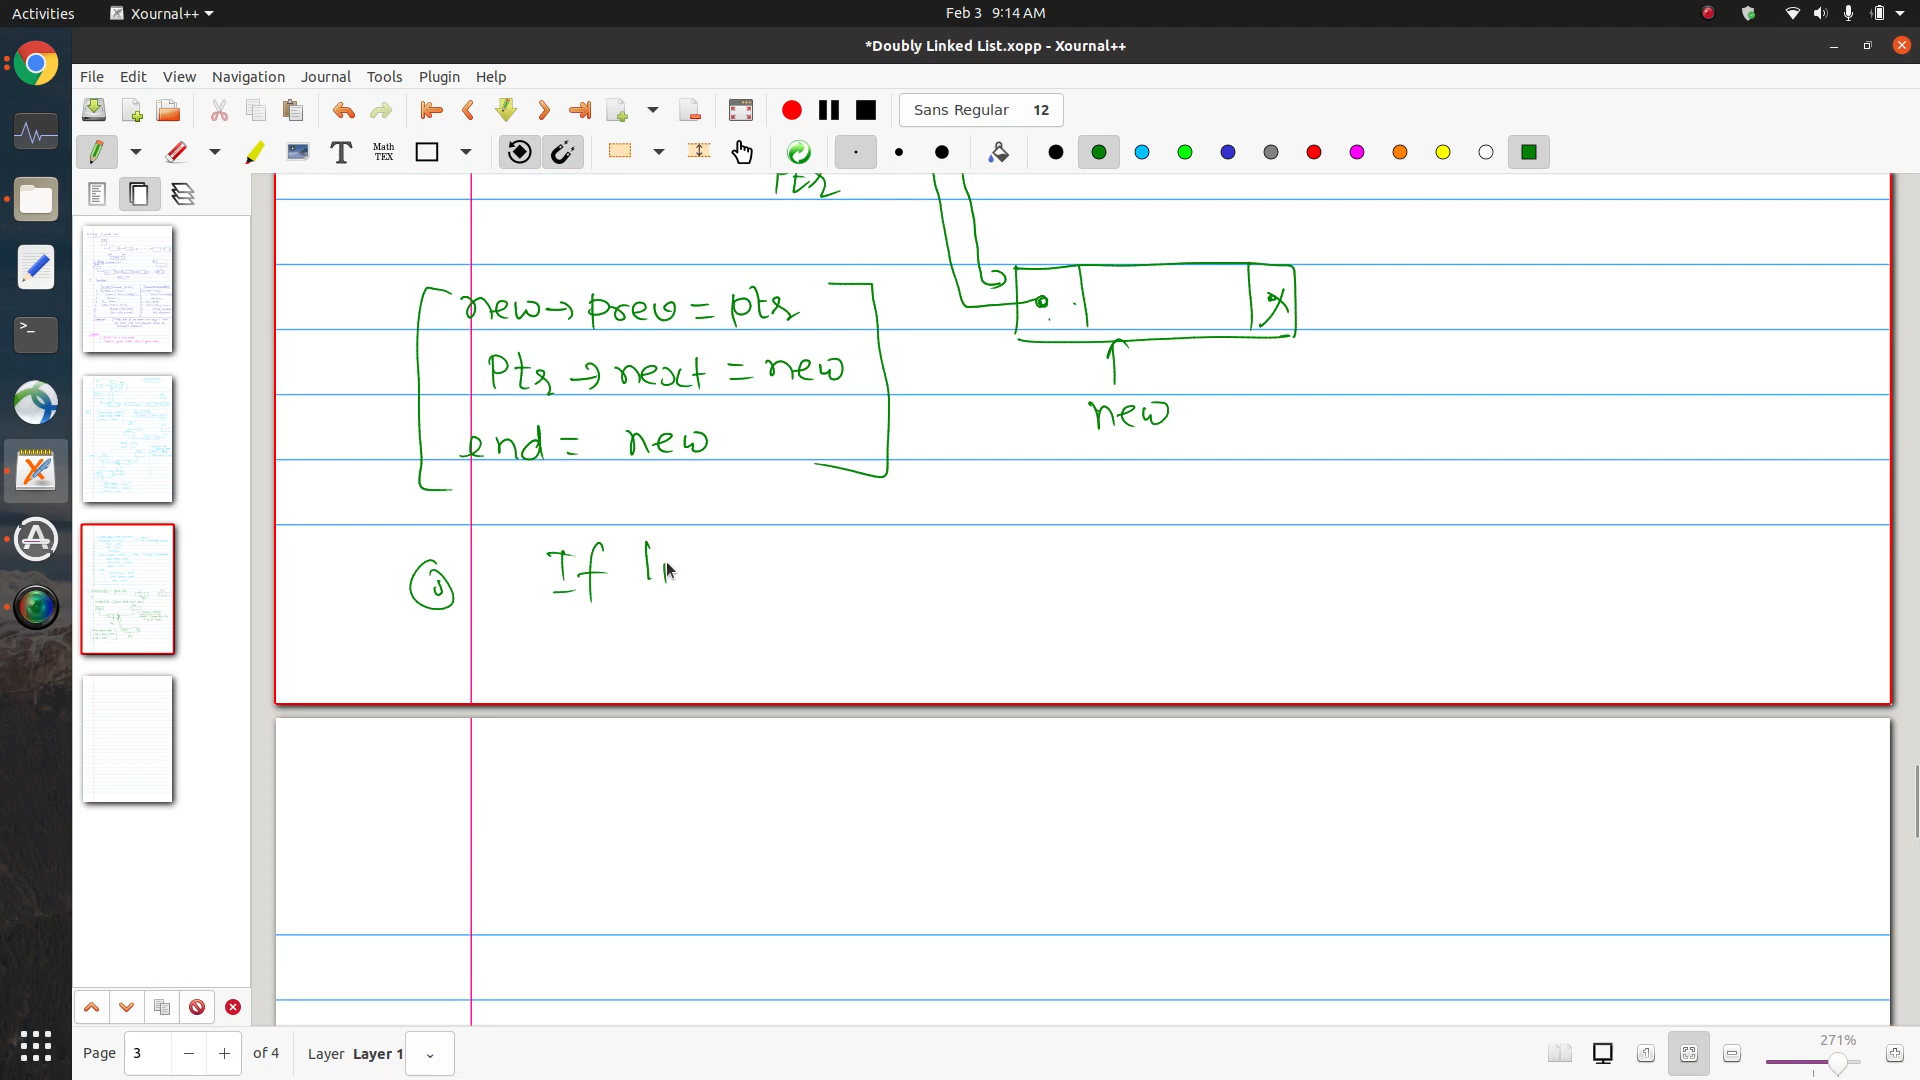 Activities
Xournal++
Feb 3 9:14 AM
*Doubly Linked List.xopp - Xournal++
File Edit View Navigation Journal Tools Plugin Help
Sans Regular 12
Math
TEX
ptr
new→prev = ptr
Ptr → next = new
end = new
new
If
Page 3 of 4 Layer Layer 1
271%